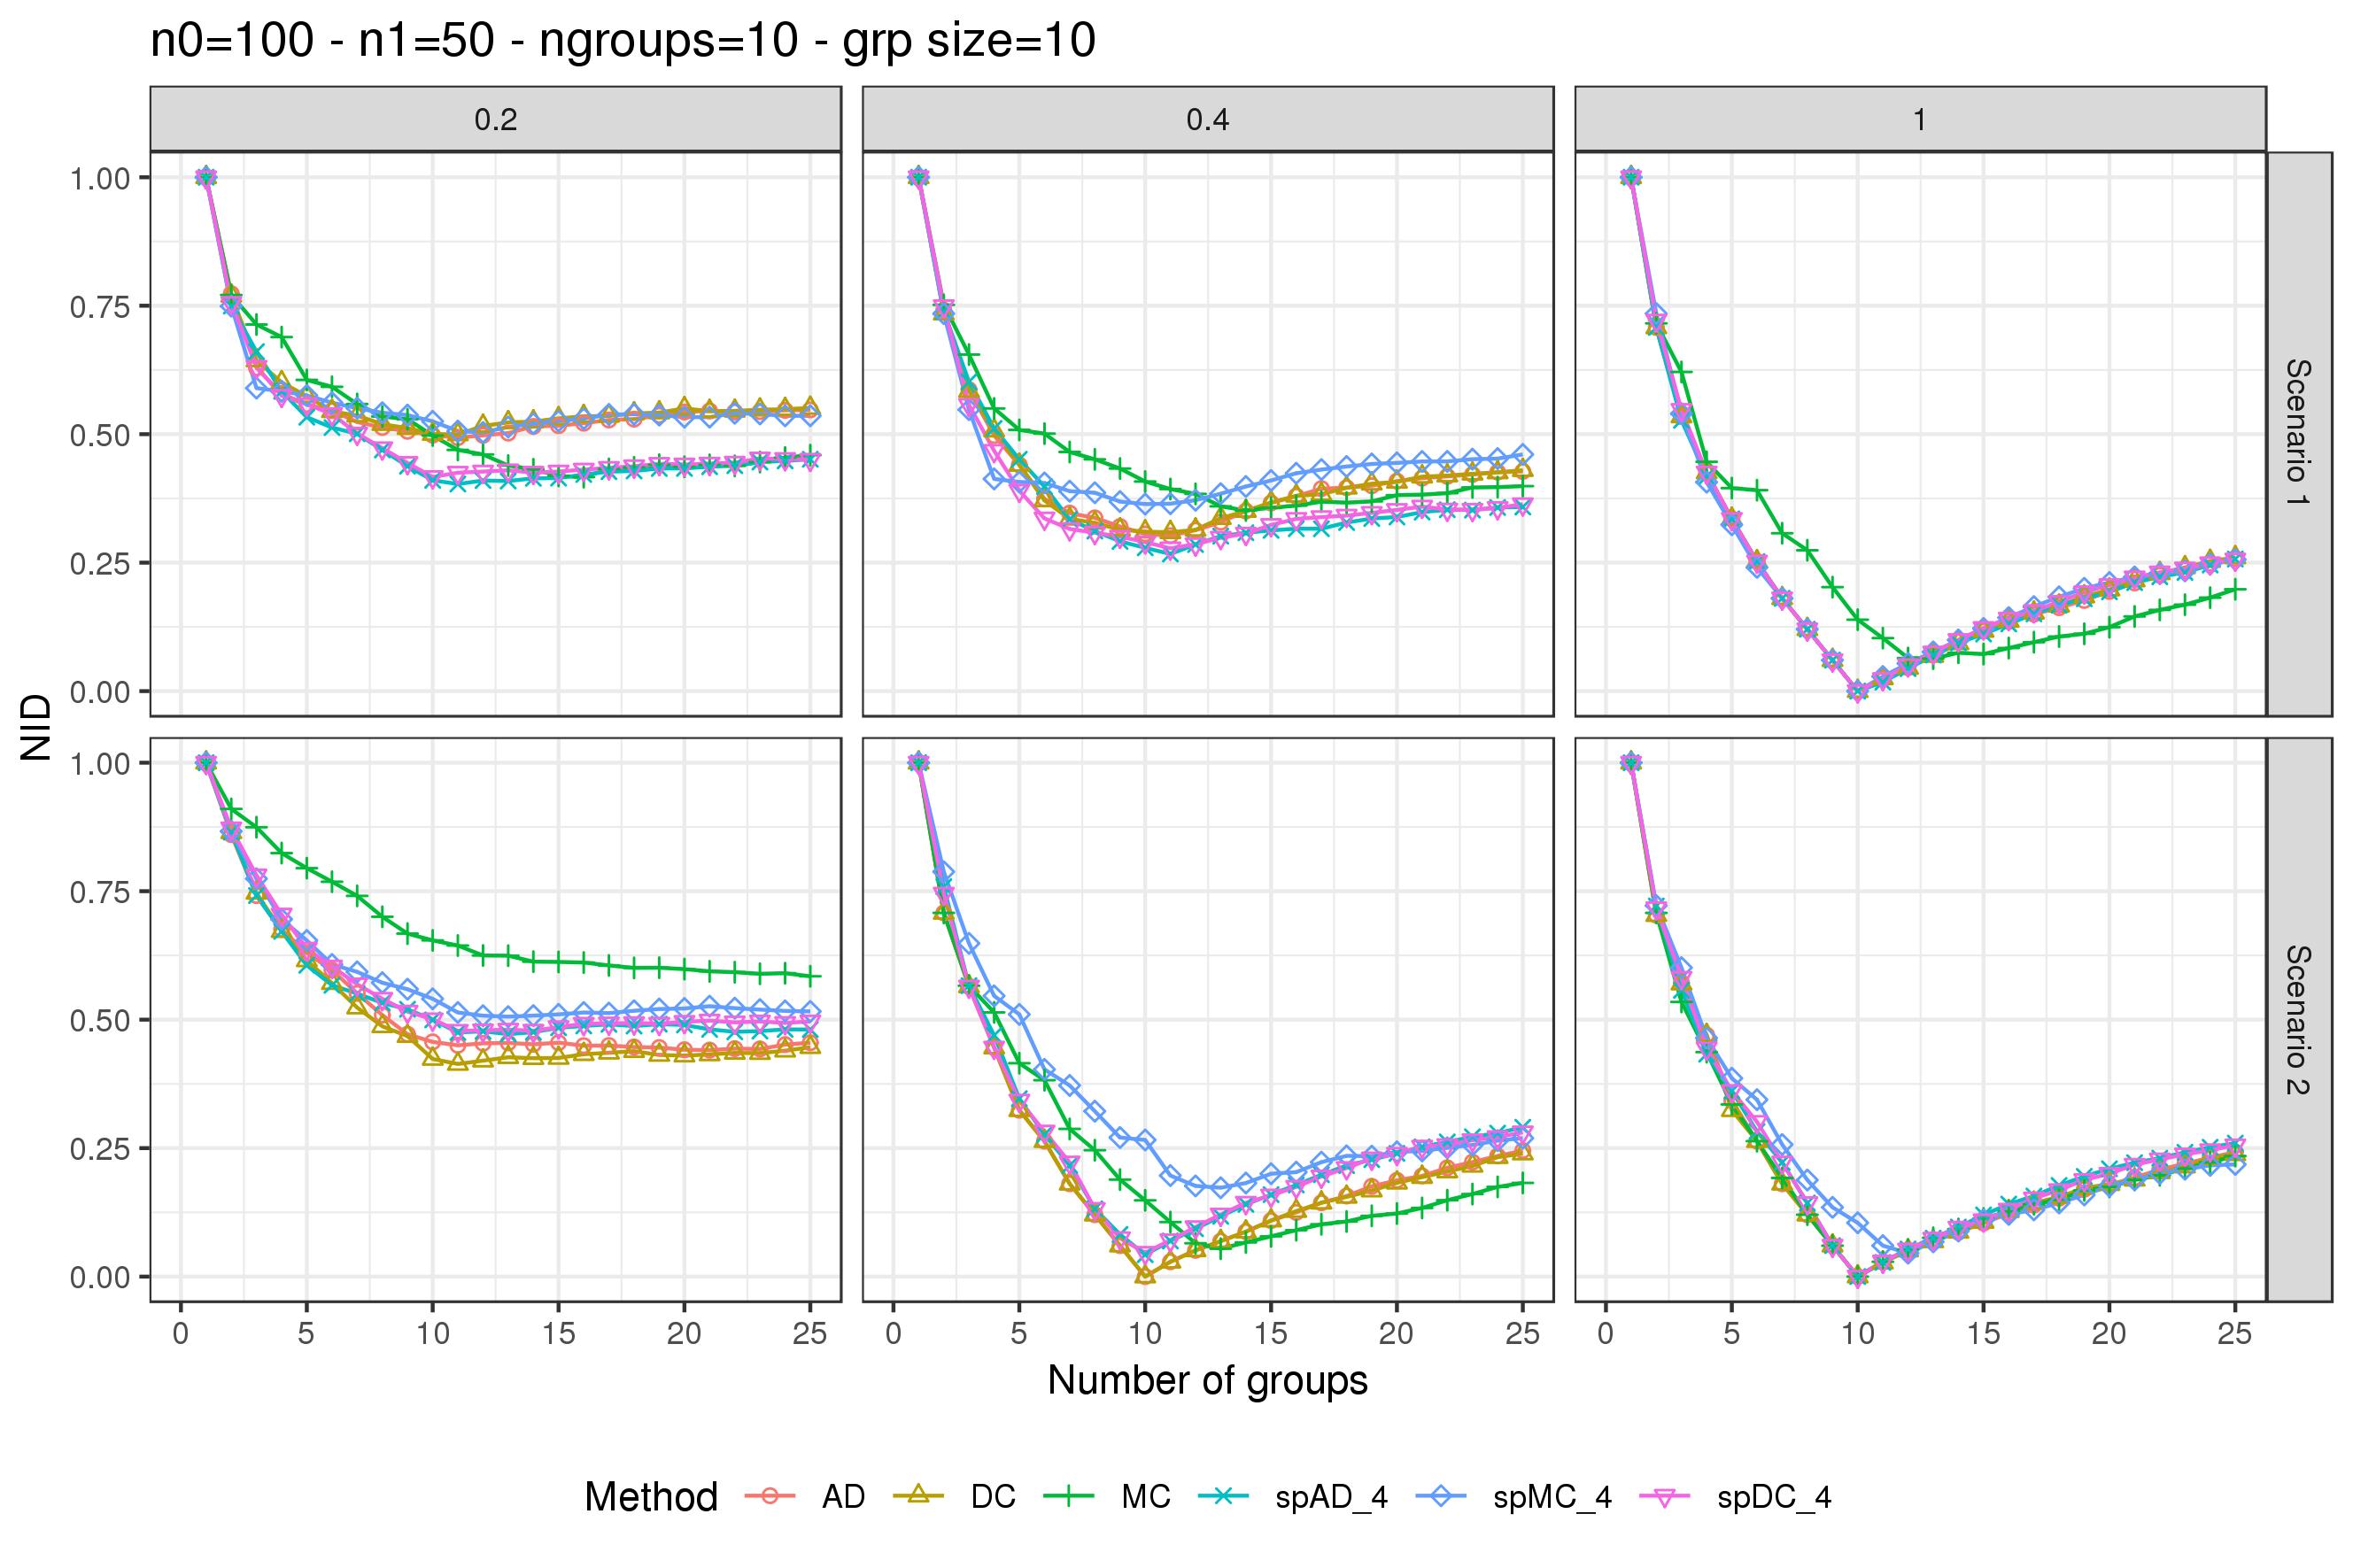 n0=100 - n1=50 - ngroups=10 - grp size=10
0.2 0.4 1
1.00
0.75
0.50
0.25
0.00
Scenario 1
NID
1.00
0.75
0.50
0.25
0.00
Scenario 2
0 5 10 15 20 25 0 5 10 15 20 25 0 5 10 15 20 25
Number of groups
Method AD DC MC spAD_4 spMC_4 spDC_4